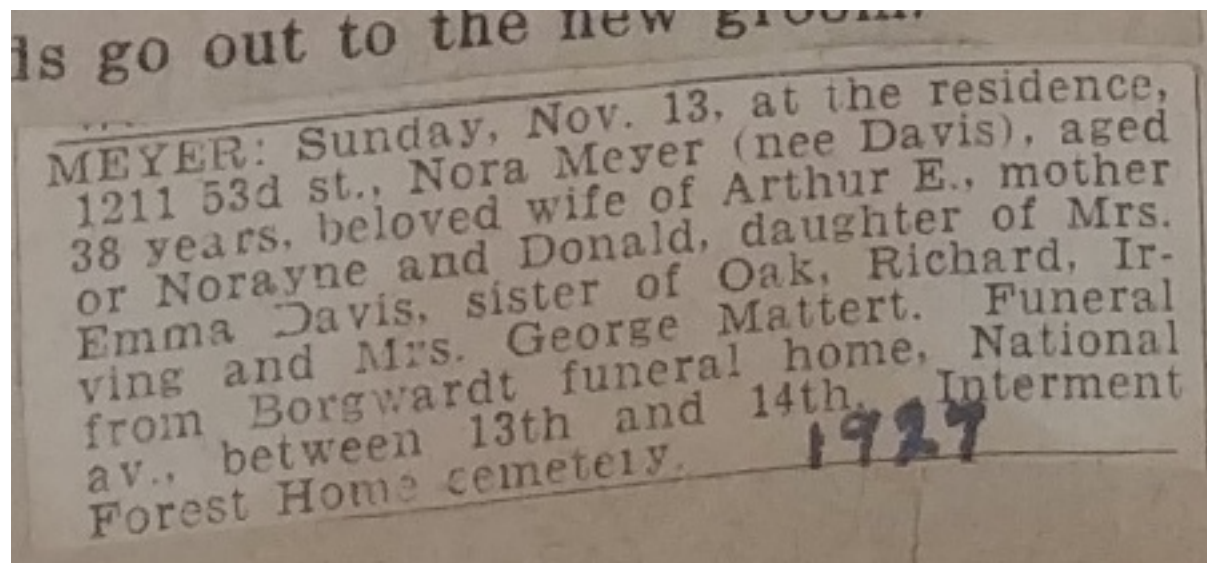 ds go out to the new groom.
MEYER: Sunday, Nov. 13, at the residence,
1211 53d st., Nora Meyer (nee Davis), aged
38 years, beloved wife of Arthur E., mother
or Norayne and Donald, daughter of Mrs.
Emma Davis, sister of Oak, Richard, Ir-
ving and Mrs. George Mattert. Funeral
from Borgwardt funeral home, National
av., between 13th and 14th. Interment
Forest Home cemetery.
1927